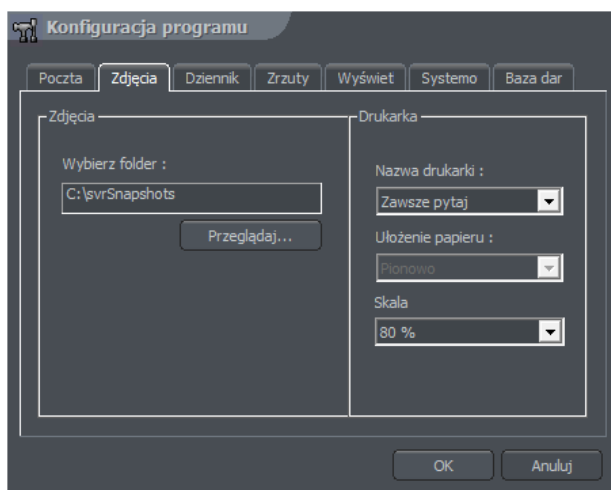 Konfiguracja programu
Poczta Zdjęcia Dziennik Zrzuty Wyświet Systemo Baza dar
Zdjęcia
Wybierz folder :
C:\svrSnapshots
Przeglądaj...
Drukarka
Nazwa drukarki :
Zawsze pytaj
Ułożenie papieru :
Pionowo
Skala
80 %
OK Anuluj